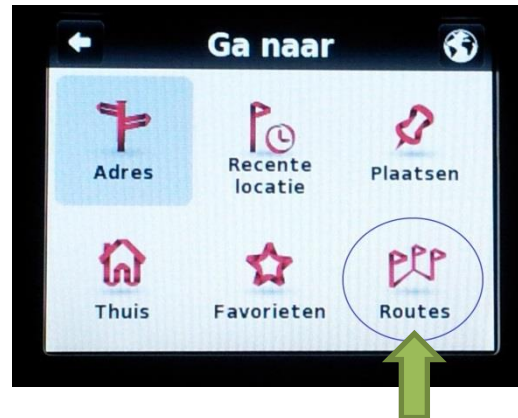 Ga naar
Adres
Recente
locatie
Plaatsen
Thuis
Favorieten
Routes